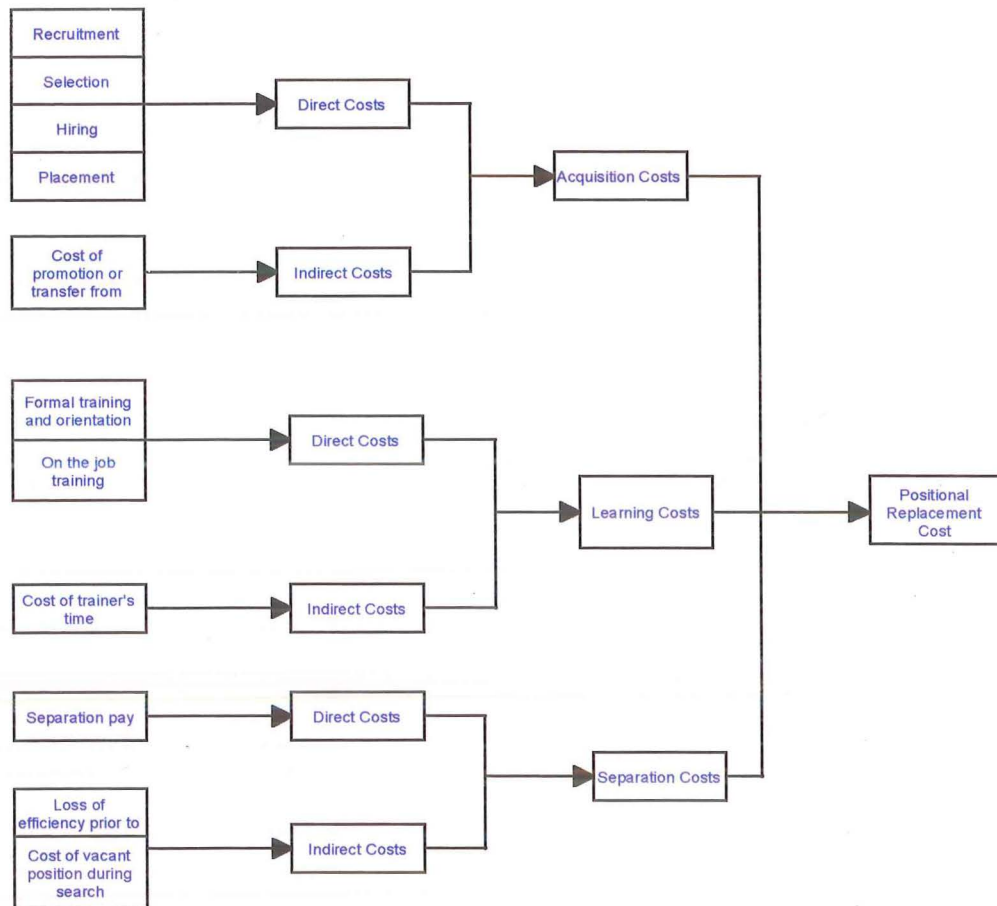 Recruitment
Selection
Hiring
Placement
Direct Costs
Acquisition Costs
Cost of
promotion or
transfer from
Indirect Costs
Formal training
and orientation
On the job
training
Direct Costs
Learning Costs
Positional
Replacement
Cost
Cost of trainer's
time
Indirect Costs
Separation pay
Direct Costs
Separation Costs
Loss of
efficiency prior to
Cost of vacant
position during
search
Indirect Costs